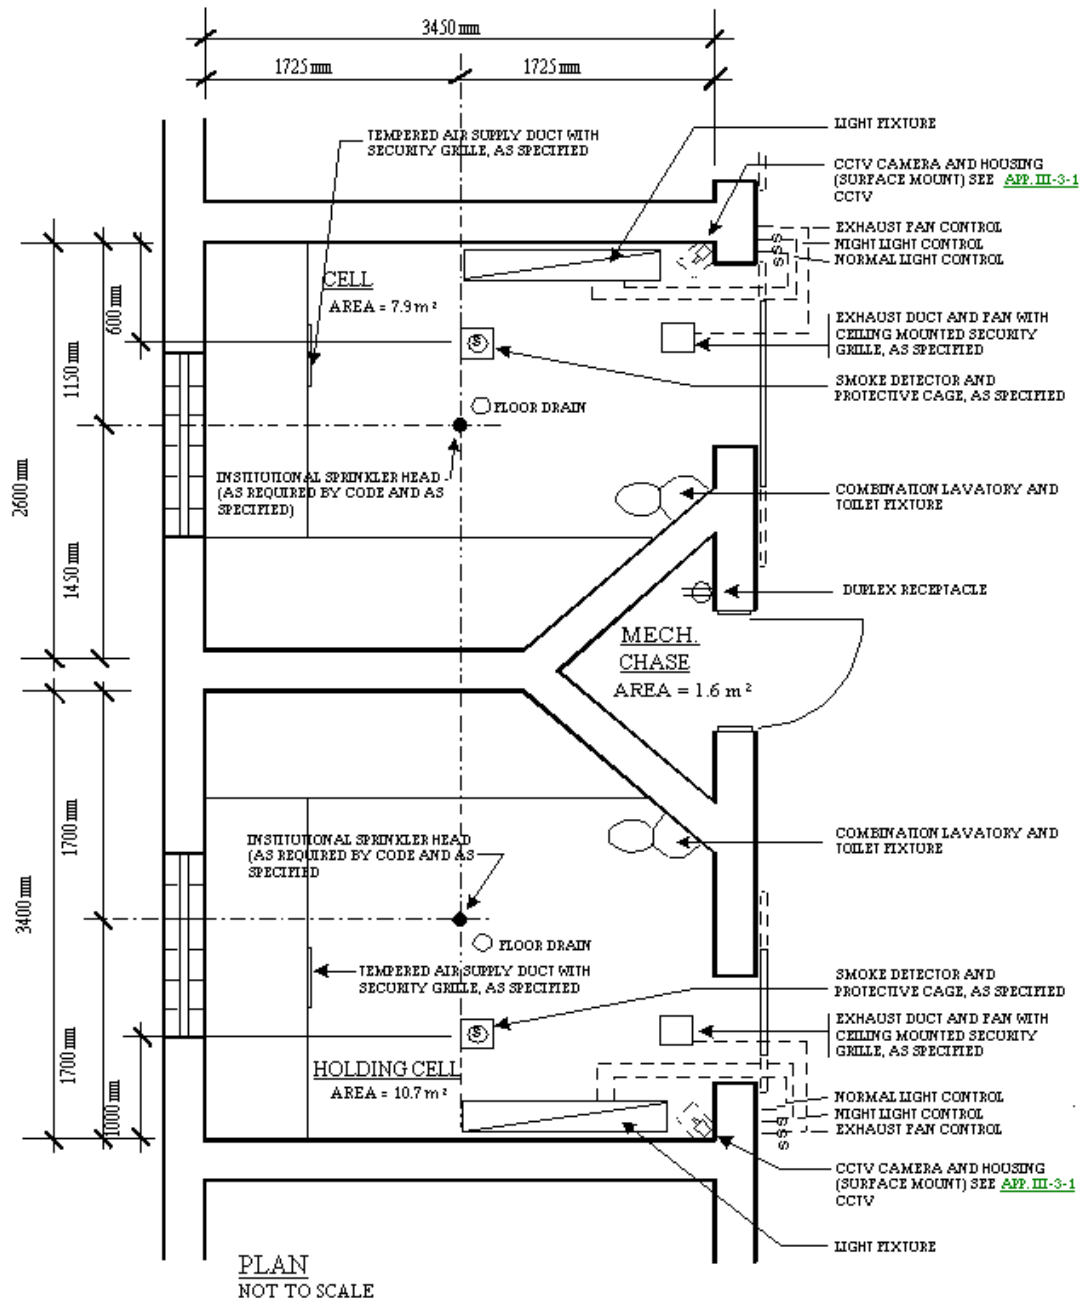 3450 mm
1725 mm
1725 mm
TEMPERED AIR SUPPLY DUCT WITH
SECURITY GRILLE, AS SPECIFIED
LIGHT FIXTURE
CCTV CAMERA AND HOUSING
(SURFACE MOUNT) SEE APP. III-3-1
CCTV
EXHAUST FAN CONTROL
NIGHT LIGHT CONTROL
NORMAL LIGHT CONTROL
S S S
CELL
AREA = 7.9 m²
600 mm
1150 mm
2600 mm
1450 mm
EXHAUST DUCT AND FAN WITH
CEILING MOUNTED SECURITY
GRILLE, AS SPECIFIED
S
SMOKE DETECTOR AND
PROTECTIVE CAGE, AS SPECIFIED
FLOOR DRAIN
INSTITUTIONAL SPRINKLER HEAD
(AS REQUIRED BY CODE AND AS
SPECIFIED)
COMBINATION LAVATORY AND
TOILET FIXTURE
DUPLEX RECEPTACLE
MECH.
CHASE
AREA = 1.6 m²
1700 mm
3400 mm
1700 mm
1000 mm
INSTITUTIONAL SPRINKLER HEAD
(AS REQUIRED BY CODE AND AS
SPECIFIED
COMBINATION LAVATORY AND
TOILET FIXTURE
FLOOR DRAIN
TEMPERED AIR SUPPLY DUCT WITH
SECURITY GRILLE, AS SPECIFIED
SMOKE DETECTOR AND
PROTECTIVE CAGE, AS SPECIFIED
S
EXHAUST DUCT AND FAN WITH
CEILING MOUNTED SECURITY
GRILLE, AS SPECIFIED
HOLDING CELL
AREA = 10.7 m²
NORMAL LIGHT CONTROL
NIGHT LIGHT CONTROL
EXHAUST FAN CONTROL
S S S
CCTV CAMERA AND HOUSING
(SURFACE MOUNT) SEE APP. III-3-1
CCTV
LIGHT FIXTURE
PLAN
NOT TO SCALE